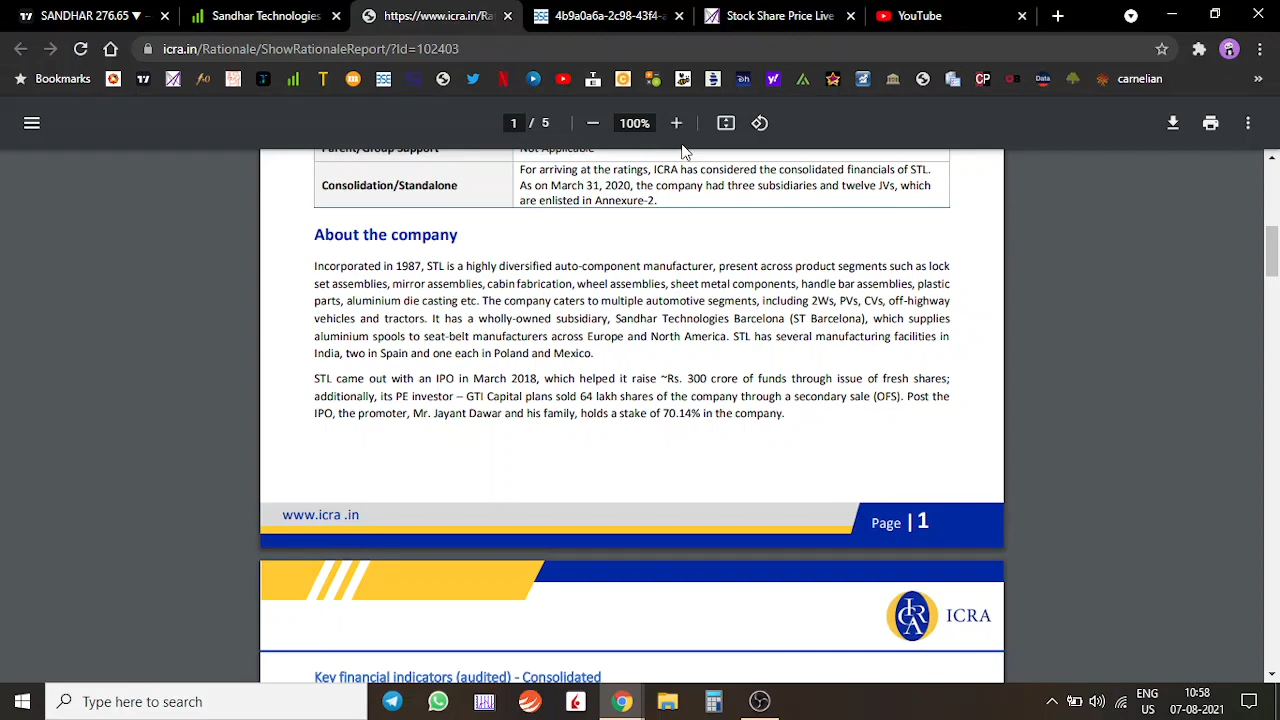 SANDHAR 276.65 ▼ −
Sandhar Technologies
https://www.icra.in/Rat
4b9a0a6a-2c98-43f4-a
Stock Share Price Live
YouTube
icra.in/Rationale/ShowRationaleReport/?Id=102403
Bookmarks
camelian
»
1 / 5
100%
Parent/Group Support
Not Applicable
Consolidation/Standalone
For arriving at the ratings, ICRA has considered the consolidated financials of STL.
As on March 31, 2020, the company had three subsidiaries and twelve JVs, which
are enlisted in Annexure-2.
About the company
Incorporated in 1987, STL is a highly diversified auto-component manufacturer, present across product segments such as lock
set assemblies, mirror assemblies, cabin fabrication, wheel assemblies, sheet metal components, handle bar assemblies, plastic
parts, aluminium die casting etc. The company caters to multiple automotive segments, including 2Ws, PVs, CVs, off-highway
vehicles and tractors. It has a wholly-owned subsidiary, Sandhar Technologies Barcelona (ST Barcelona), which supplies
aluminium spools to seat-belt manufacturers across Europe and North America. STL has several manufacturing facilities in
India, two in Spain and one each in Poland and Mexico.
STL came out with an IPO in March 2018, which helped it raise ~Rs. 300 crore of funds through issue of fresh shares;
additionally, its PE investor – GTI Capital plans sold 64 lakh shares of the company through a secondary sale (OFS). Post the
IPO, the promoter, Mr. Jayant Dawar and his family, holds a stake of 70.14% in the company.
www.icra .in
Page | 1
ICRA
Key financial indicators (audited) - Consolidated
Type here to search
ENG
US
10:58
07-08-2021